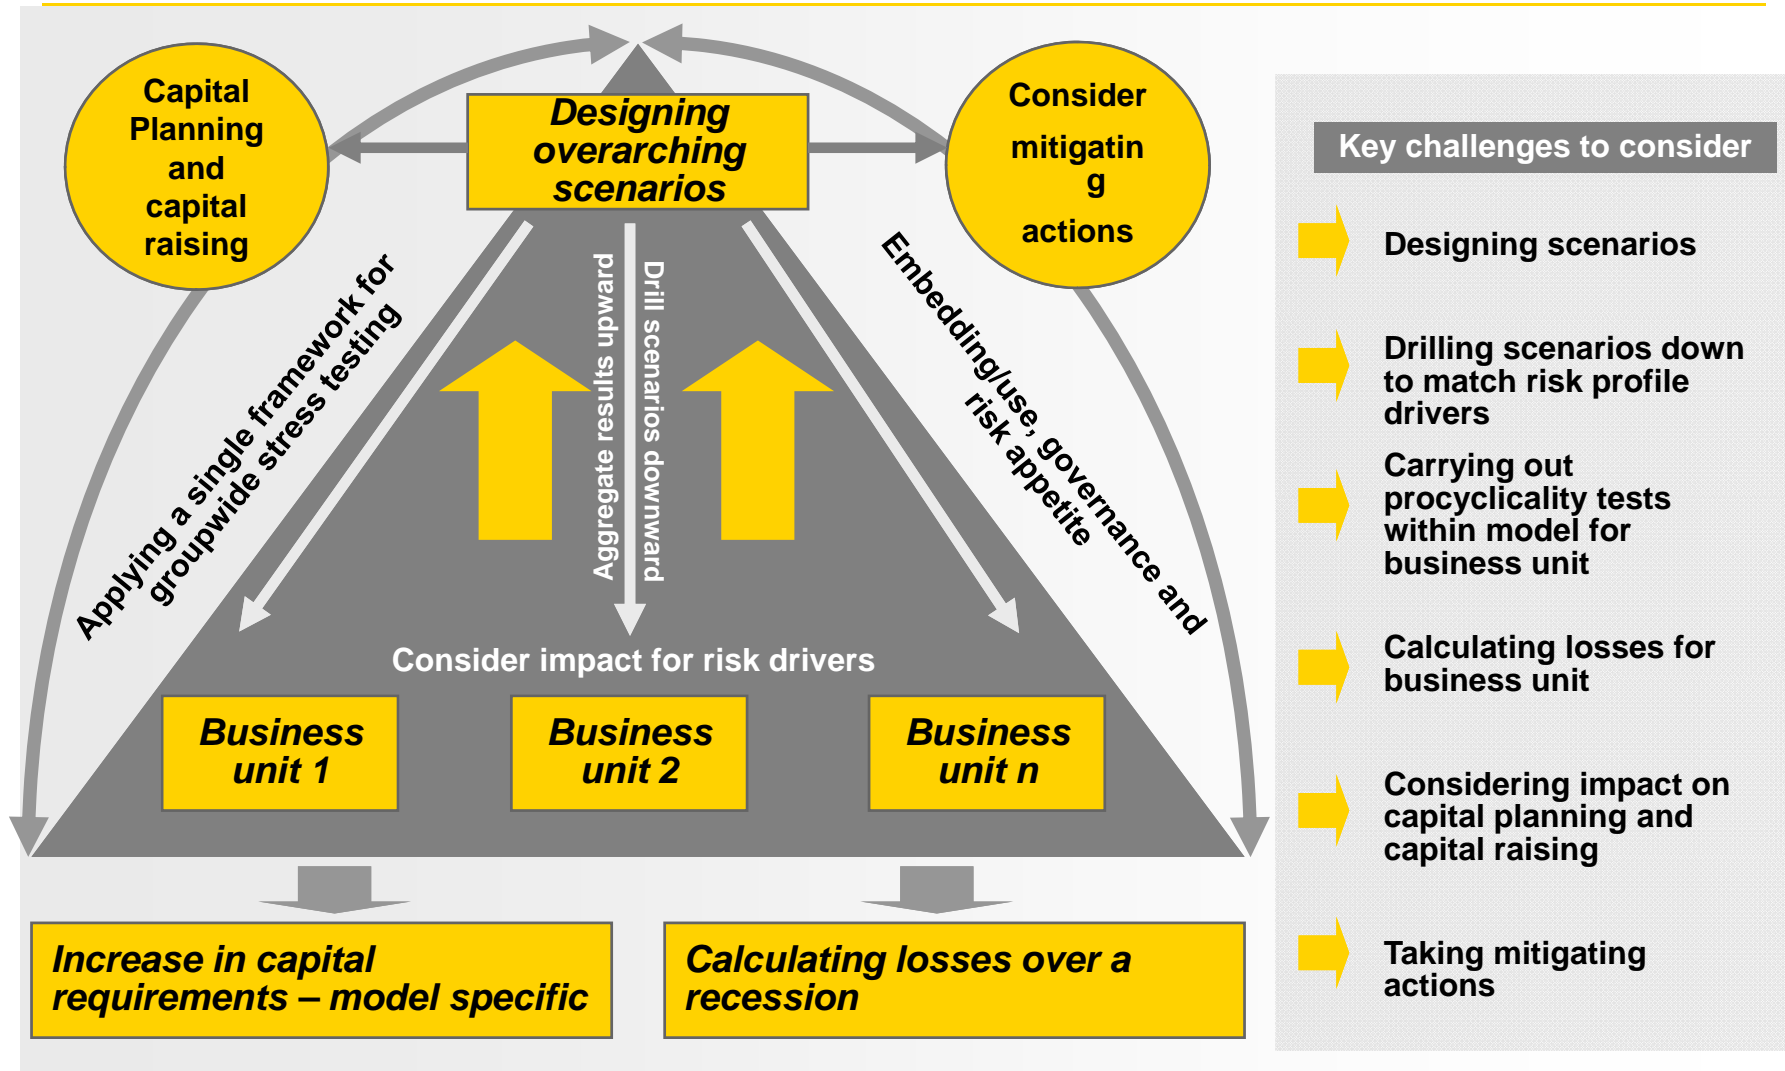 Capital
Planning
and
capital
raising
Designing
overarching
scenarios
Consider
mitigatin
g
actions
Applying a single framework for
groupwide stress testing
Aggregate results upward
Drill scenarios downward
Embedding/use, governance and
risk appetite
Consider impact for risk drivers
Business
unit 1
Business
unit 2
Business
unit n
Increase in capital
requirements – model specific
Calculating losses over a
recession
Key challenges to consider
Designing scenarios
Drilling scenarios down
to match risk profile
drivers
Carrying out
procyclicality tests
within model for
business unit
Calculating losses for
business unit
Considering impact on
capital planning and
capital raising
Taking mitigating
actions